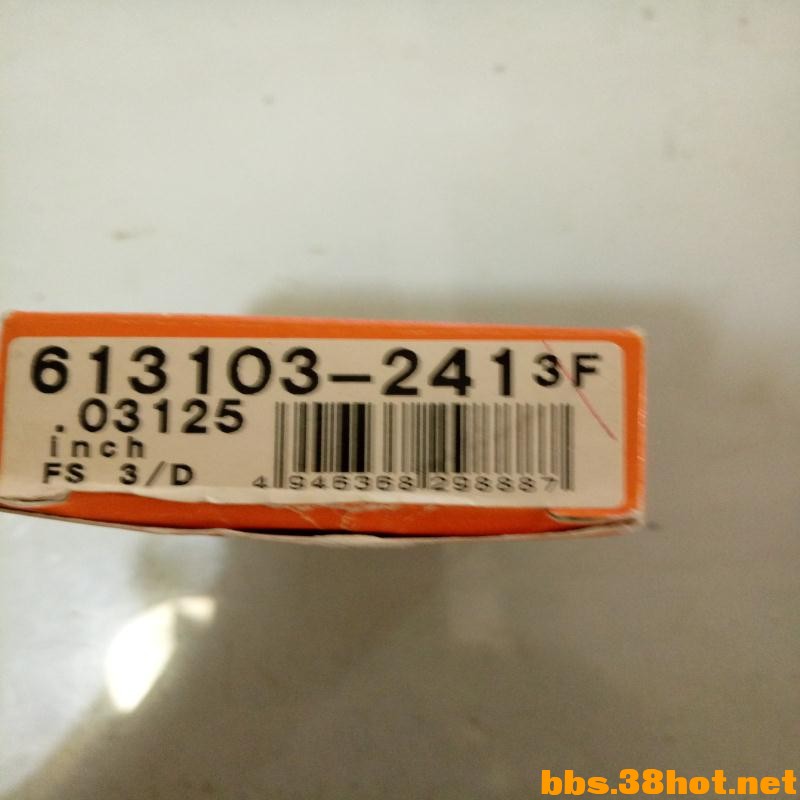 613103-241 3F
.03125
inch
FS 3/D
4 946368 298887
bbs.38hot.net